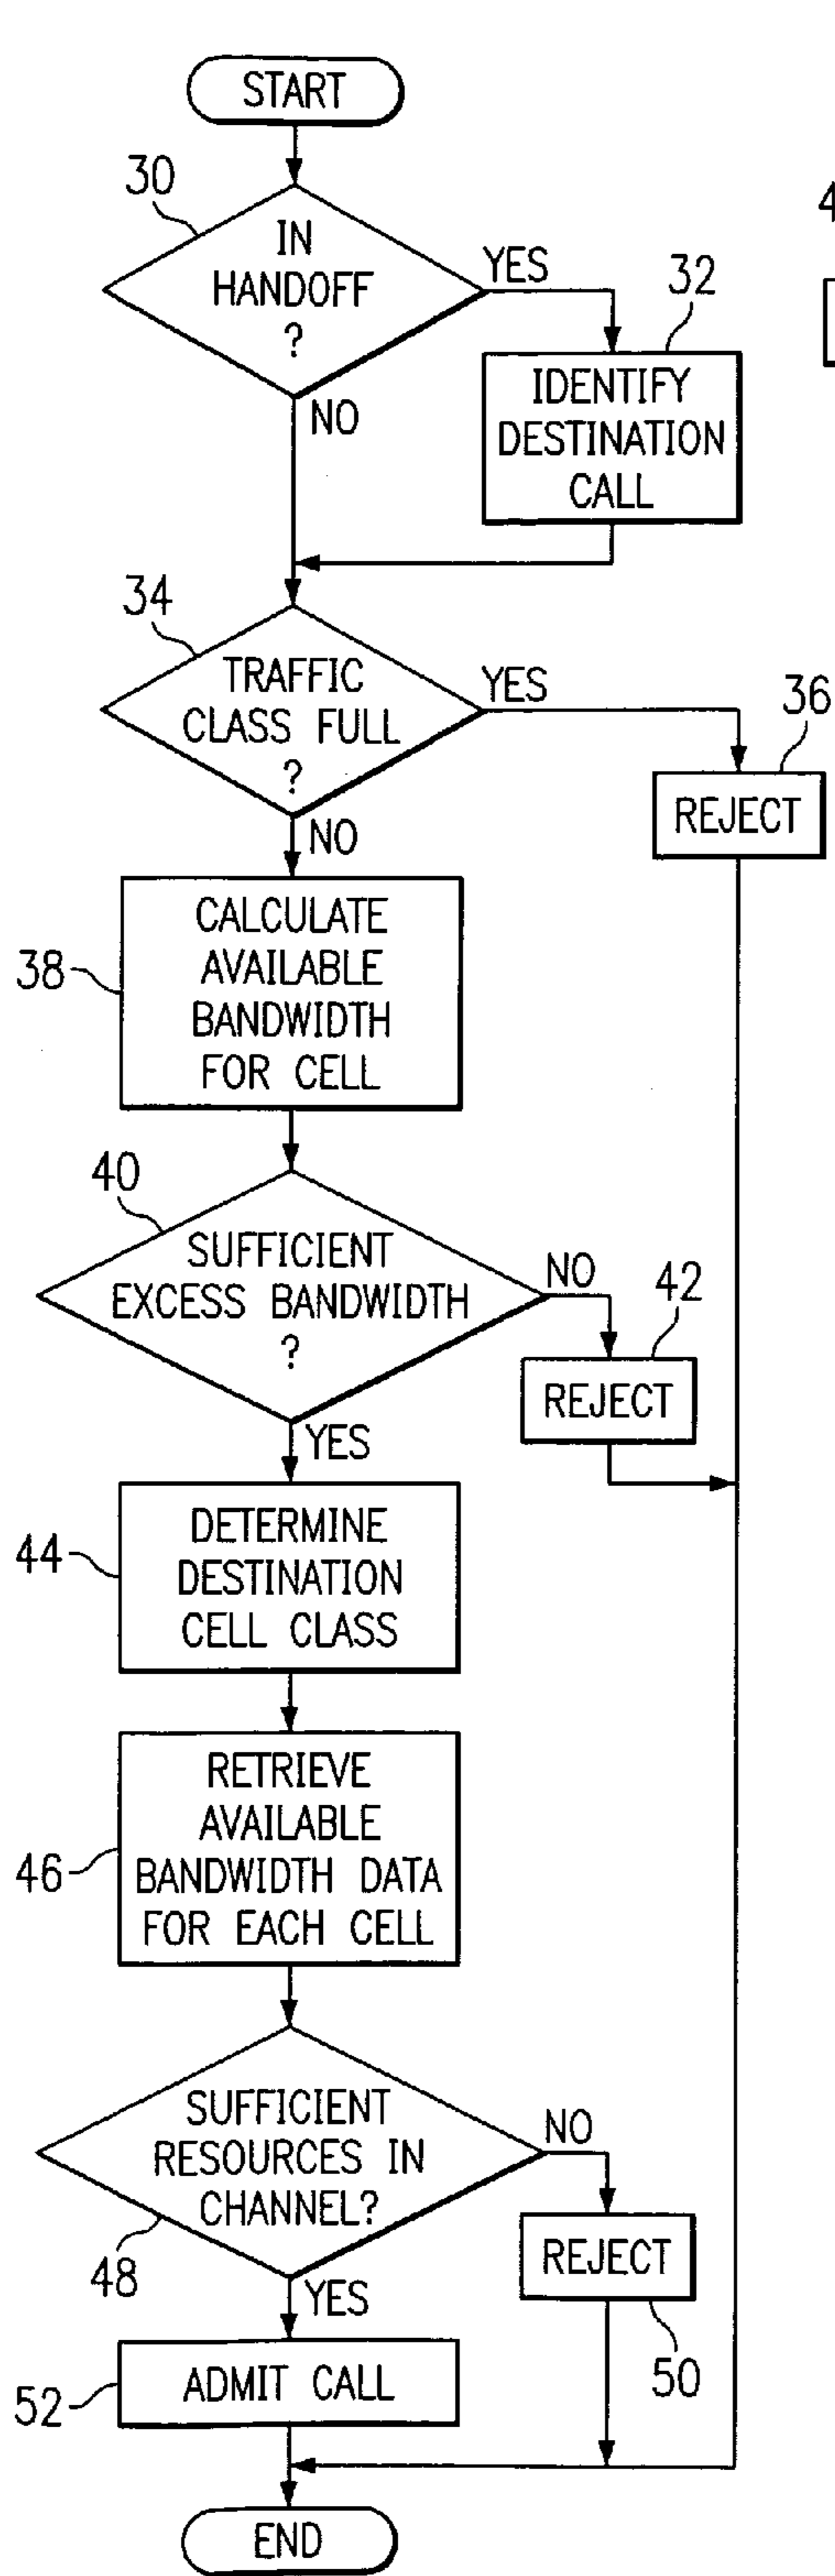 START
30
IN
HANDOFF
?
YES
32
IDENTIFY
DESTINATION
CALL
NO
34
TRAFFIC
CLASS FULL
?
YES
36
REJECT
NO
38
CALCULATE
AVAILABLE
BANDWIDTH
FOR CELL
40
SUFFICIENT
EXCESS BANDWIDTH
?
NO
42
REJECT
YES
44
DETERMINE
DESTINATION
CELL CLASS
46
RETRIEVE
AVAILABLE
BANDWIDTH DATA
FOR EACH CELL
SUFFICIENT
RESOURCES IN
CHANNEL?
48
NO
REJECT
50
YES
52
ADMIT CALL
END